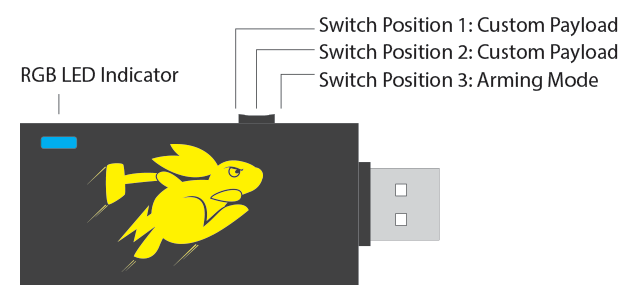 Switch Position 1: Custom Payload
Switch Position 2: Custom Payload
RGB LED Indicator
Switch Position 3: Arming Mode